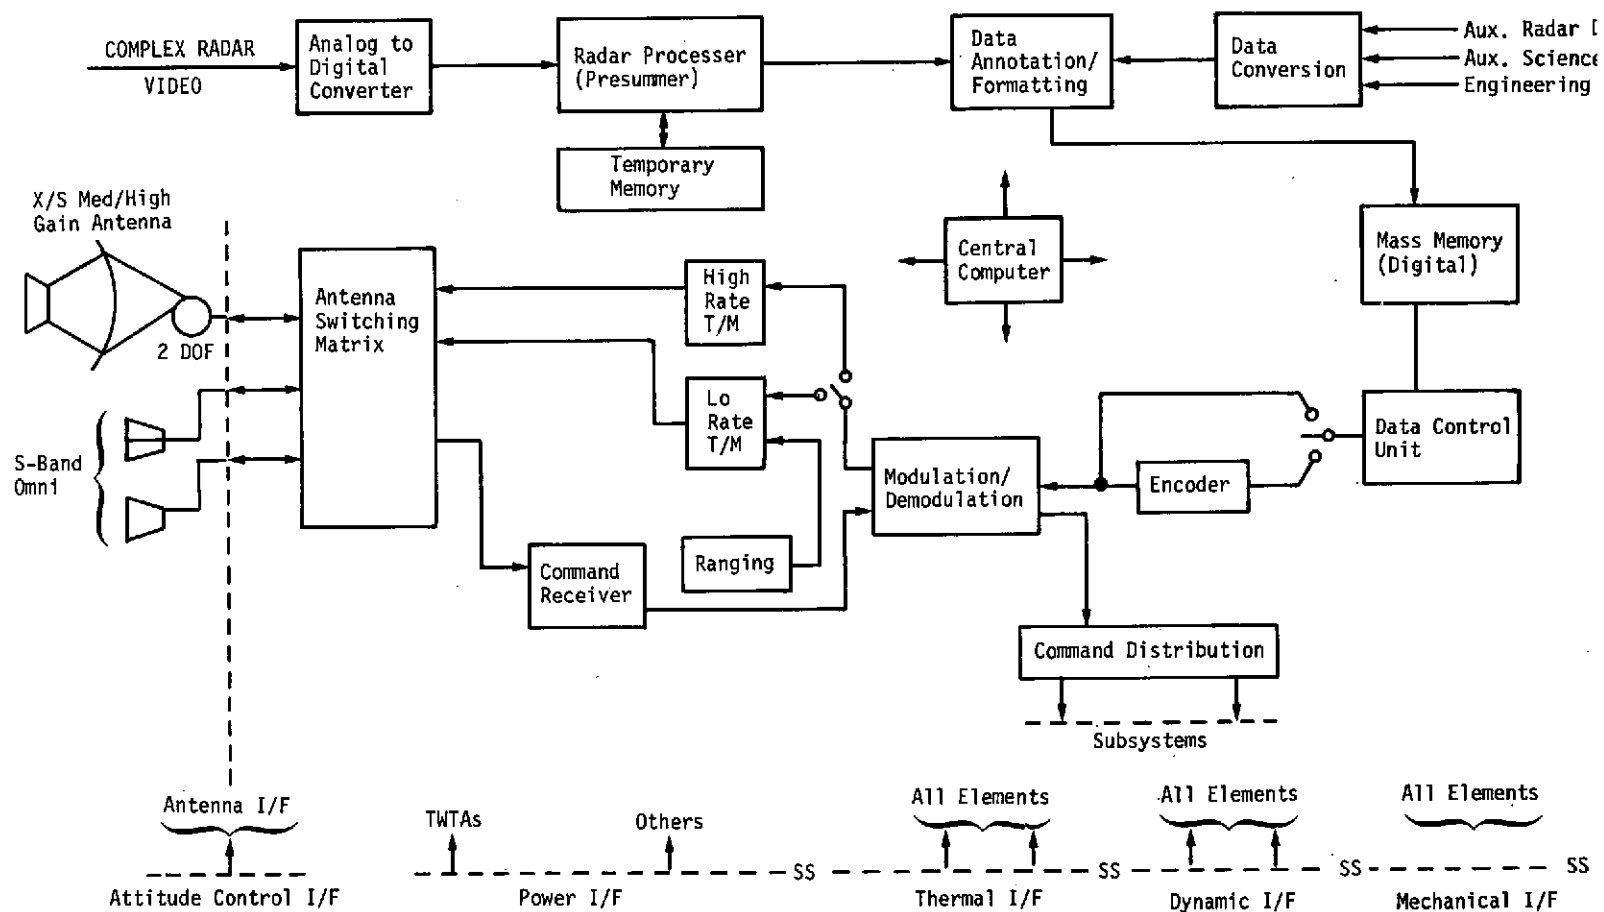 COMPLEX RADAR
VIDEO
Analog to
Digital
Converter
Radar Processer
(Presummer)
Temporary
Memory
Data
Annotation/
Formatting
Data
Conversion
Aux. Radar
Aux. Science
Engineering
X/S Med/High
Gain Antenna
2 DOF
S-Band
Omni
Antenna
Switching
Matrix
High
Rate
T/M
Lo
Rate
T/M
Central
Computer
Mass Memory
(Digital)
Data Control
Unit
Encoder
Modulation/
Demodulation
Ranging
Command
Receiver
Command Distribution
Subsystems
Antenna I/F
TWTAs
Others
All Elements
All Elements
All Elements
SS
SS
SS
SS
Attitude Control I/F
Power I/F
Thermal I/F
Dynamic I/F
Mechanical I/F